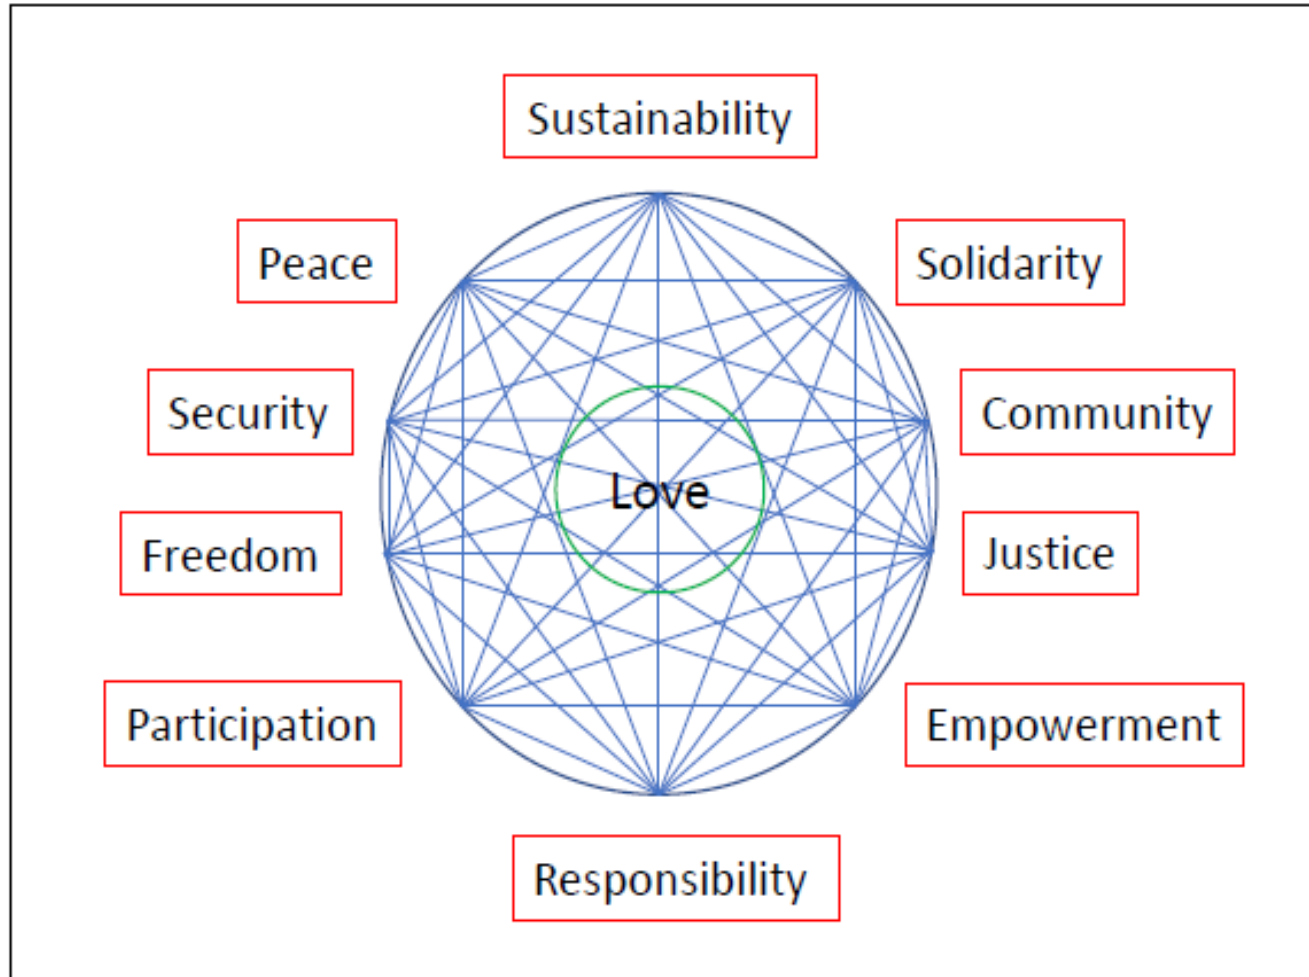 Sustainability
Peace
Solidarity
Security
Community
Love
Freedom
Justice
Participation
Empowerment
Responsibility